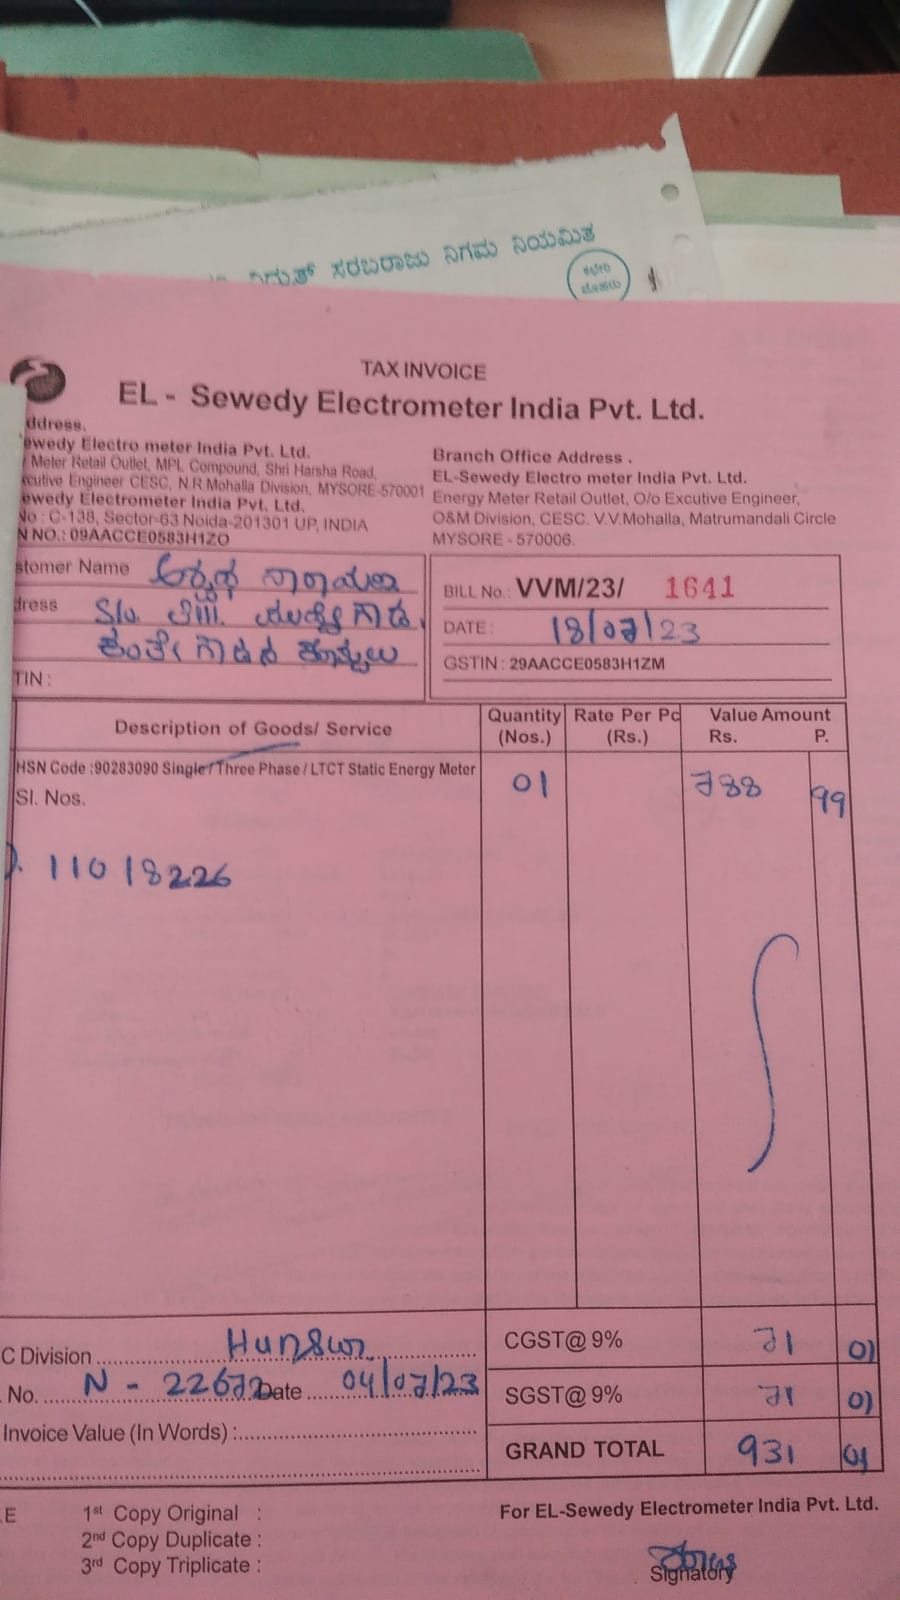 ಸರಬರಾಜು ನಿಗಮ ನಿಯಮಿತ
TAX INVOICE
EL - Sewedy Electrometer India Pvt. Ltd.
ddress.
ewedy Electro meter India Pvt. Ltd.
Meter Retail Outlet, MPL Compound, Shri Harsha Road,
xcutive Engineer CESC, N.R.Mohalla Division, MYSORE-570001
ewedy Electrometer India Pvt. Ltd.
No : C-138, Sector-63 Noida-201301 UP, INDIA
N NO.: 09AACCE0583H1ZO
Branch Office Address .
EL-Sewedy Electro meter India Pvt. Ltd.
Energy Meter Retail Outlet, O/o Excutive Engineer,
O&M Division, CESC. V.V.Mohalla, Matrumandali Circle
MYSORE - 570006.
stomer Name
dress S/o.
TIN :
BILL No.: VVM/23/ 1641
DATE : 18/07/23
GSTIN : 29AACCE0583H1ZM
Description of Goods/ Service Quantity (Nos.) Rate Per Pc (Rs.) Value Amount Rs. P.
HSN Code :90283090 Single / Three Phase / LTCT Static Energy Meter 01 788 99
Sl. Nos.
11018226
C Division Hunsur
CGST@ 9% 71 01
No. N - 22672 Date 04/07/23
SGST@ 9% 71 01
Invoice Value (In Words) :
GRAND TOTAL 931 01
.E 1st Copy Original :
2nd Copy Duplicate :
3rd Copy Triplicate :
For EL-Sewedy Electrometer India Pvt. Ltd.
Signatory